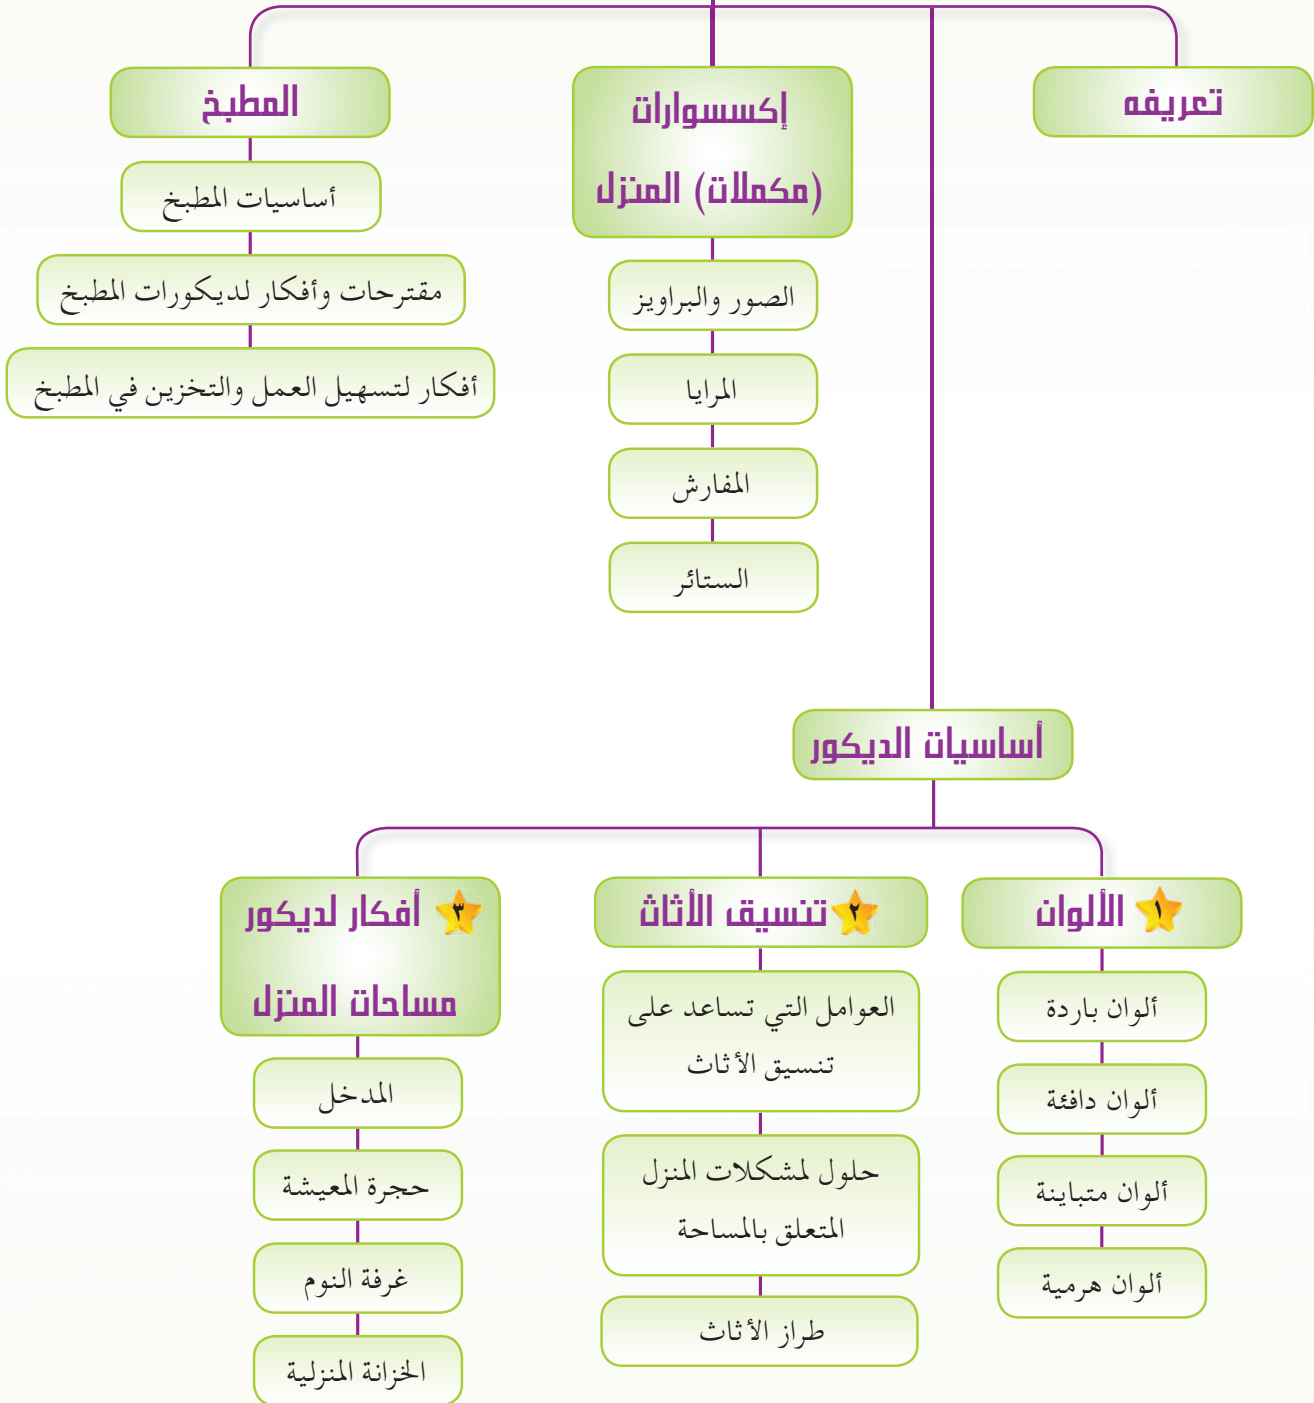 تعريفه
إكسسوارات
(مكملات) المنزل
الصور والبراويز
المرايا
المفارش
الستائر
المطبخ
أساسيات المطبخ
مقترحات وأفكار لديكورات المطبخ
أفكار لتسهيل العمل والتخزين في المطبخ
أساسيات الديكور
١ الألوان
ألوان باردة
ألوان دافئة
ألوان متباينة
ألوان هرمية
٢ تنسيق الأثاث
العوامل التي تساعد على
تنسيق الأثاث
حلول لمشكلات المنزل
المتعلق بالمساحة
طراز الأثاث
٣ أفكار لديكور
مساحات المنزل
المدخل
حجرة المعيشة
غرفة النوم
الخزانة المنزلية